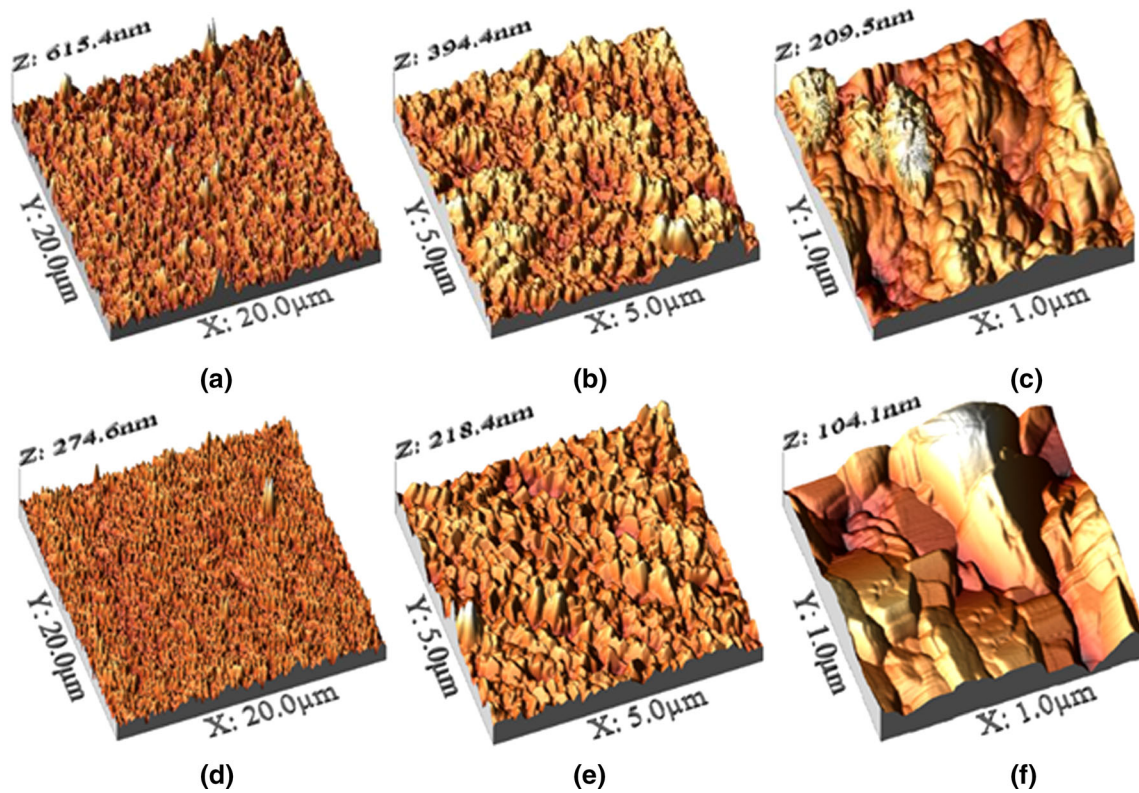 Z: 615.4nm
Y: 20.0µm
X: 20.0µm
(a)
Z: 394.4nm
Y: 5.0µm
X: 5.0µm
(b)
Z: 209.5nm
Y: 1.0µm
X: 1.0µm
(c)
Z: 274.6nm
Y: 20.0µm
X: 20.0µm
(d)
Z: 218.4nm
Y: 5.0µm
X: 5.0µm
(e)
Z: 104.1nm
Y: 1.0µm
X: 1.0µm
(f)